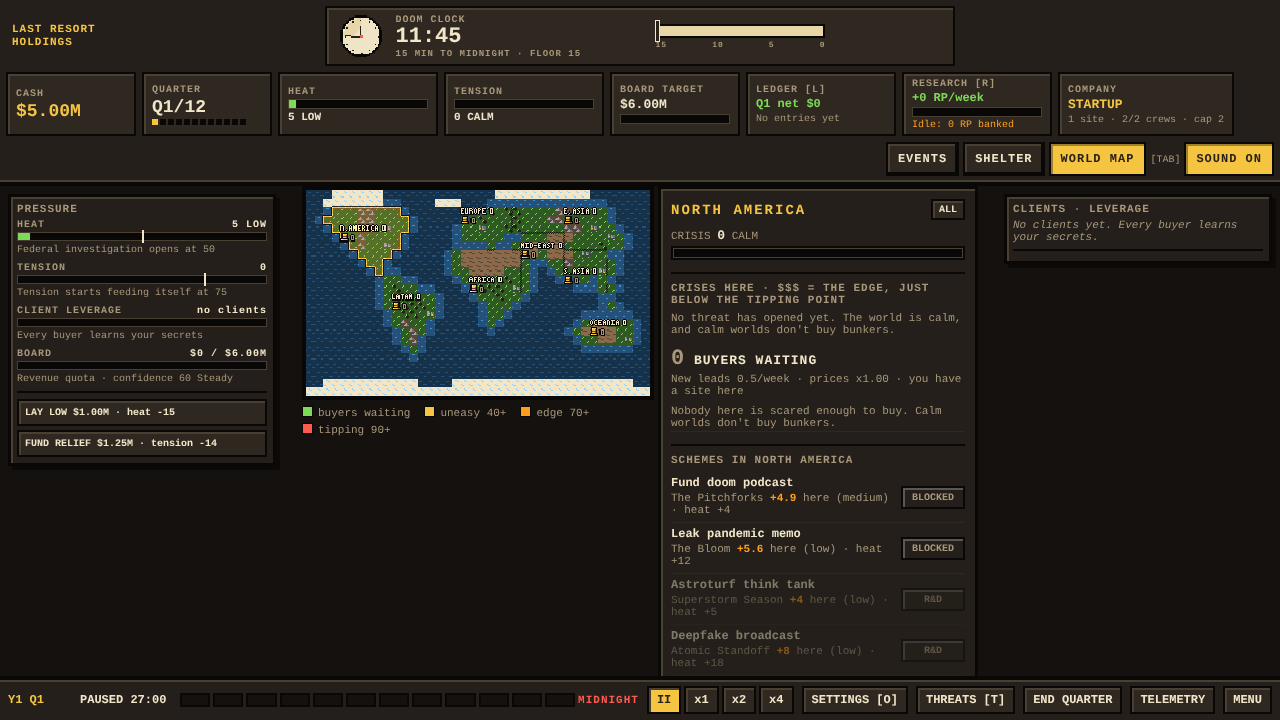 LAST RESORT
HOLDINGS
DOOM CLOCK
11:45
15 MIN TO MIDNIGHT · FLOOR 15
15 10 5 0
CASH
$5.00M
QUARTER
Q1/12
HEAT
5 LOW
TENSION
0 CALM
BOARD TARGET
$6.00M
LEDGER [L]
Q1 net $0
No entries yet
RESEARCH [R]
+0 RP/week
Idle: 0 RP banked
COMPANY
STARTUP
1 site · 2/2 crews · cap 2
EVENTS
SHELTER
WORLD MAP
[TAB]
SOUND ON
PRESSURE
HEAT 5 LOW
Federal investigation opens at 50
TENSION 0
Tension starts feeding itself at 75
CLIENT LEVERAGE no clients
Every buyer learns your secrets
BOARD $0 / $6.00M
Revenue quota · confidence 60 Steady
LAY LOW $1.00M · heat -15
FUND RELIEF $1.25M · tension -14
N.AMERICA 0
EUROPE 0
E.ASIA 0
MID-EAST 0
AFRICA 0
S.ASIA 0
LATAM 0
OCEANIA 0
buyers waiting
uneasy 40+
edge 70+
tipping 90+
NORTH AMERICA
ALL
CRISIS 0 CALM
CRISES HERE · $$$ = THE EDGE, JUST
BELOW THE TIPPING POINT
No threat has opened yet. The world is calm,
and calm worlds don't buy bunkers.
0 BUYERS WAITING
New leads 0.5/week · prices x1.00 · you have
a site here
Nobody here is scared enough to buy. Calm
worlds don't buy bunkers.
SCHEMES IN NORTH AMERICA
Fund doom podcast
The Pitchforks +4.9 here (medium)
· heat +4
BLOCKED
Leak pandemic memo
The Bloom +5.6 here (low) · heat
+12
BLOCKED
Astroturf think tank
Superstorm Season +4 here (low) ·
heat +5
R&D
Deepfake broadcast
Atomic Standoff +8 here (low) ·
heat +18
R&D
CLIENTS · LEVERAGE
No clients yet. Every buyer learns
your secrets.
Y1 Q1
PAUSED 27:00
MIDNIGHT
II
x1
x2
x4
SETTINGS [O]
THREATS [T]
END QUARTER
TELEMETRY
MENU